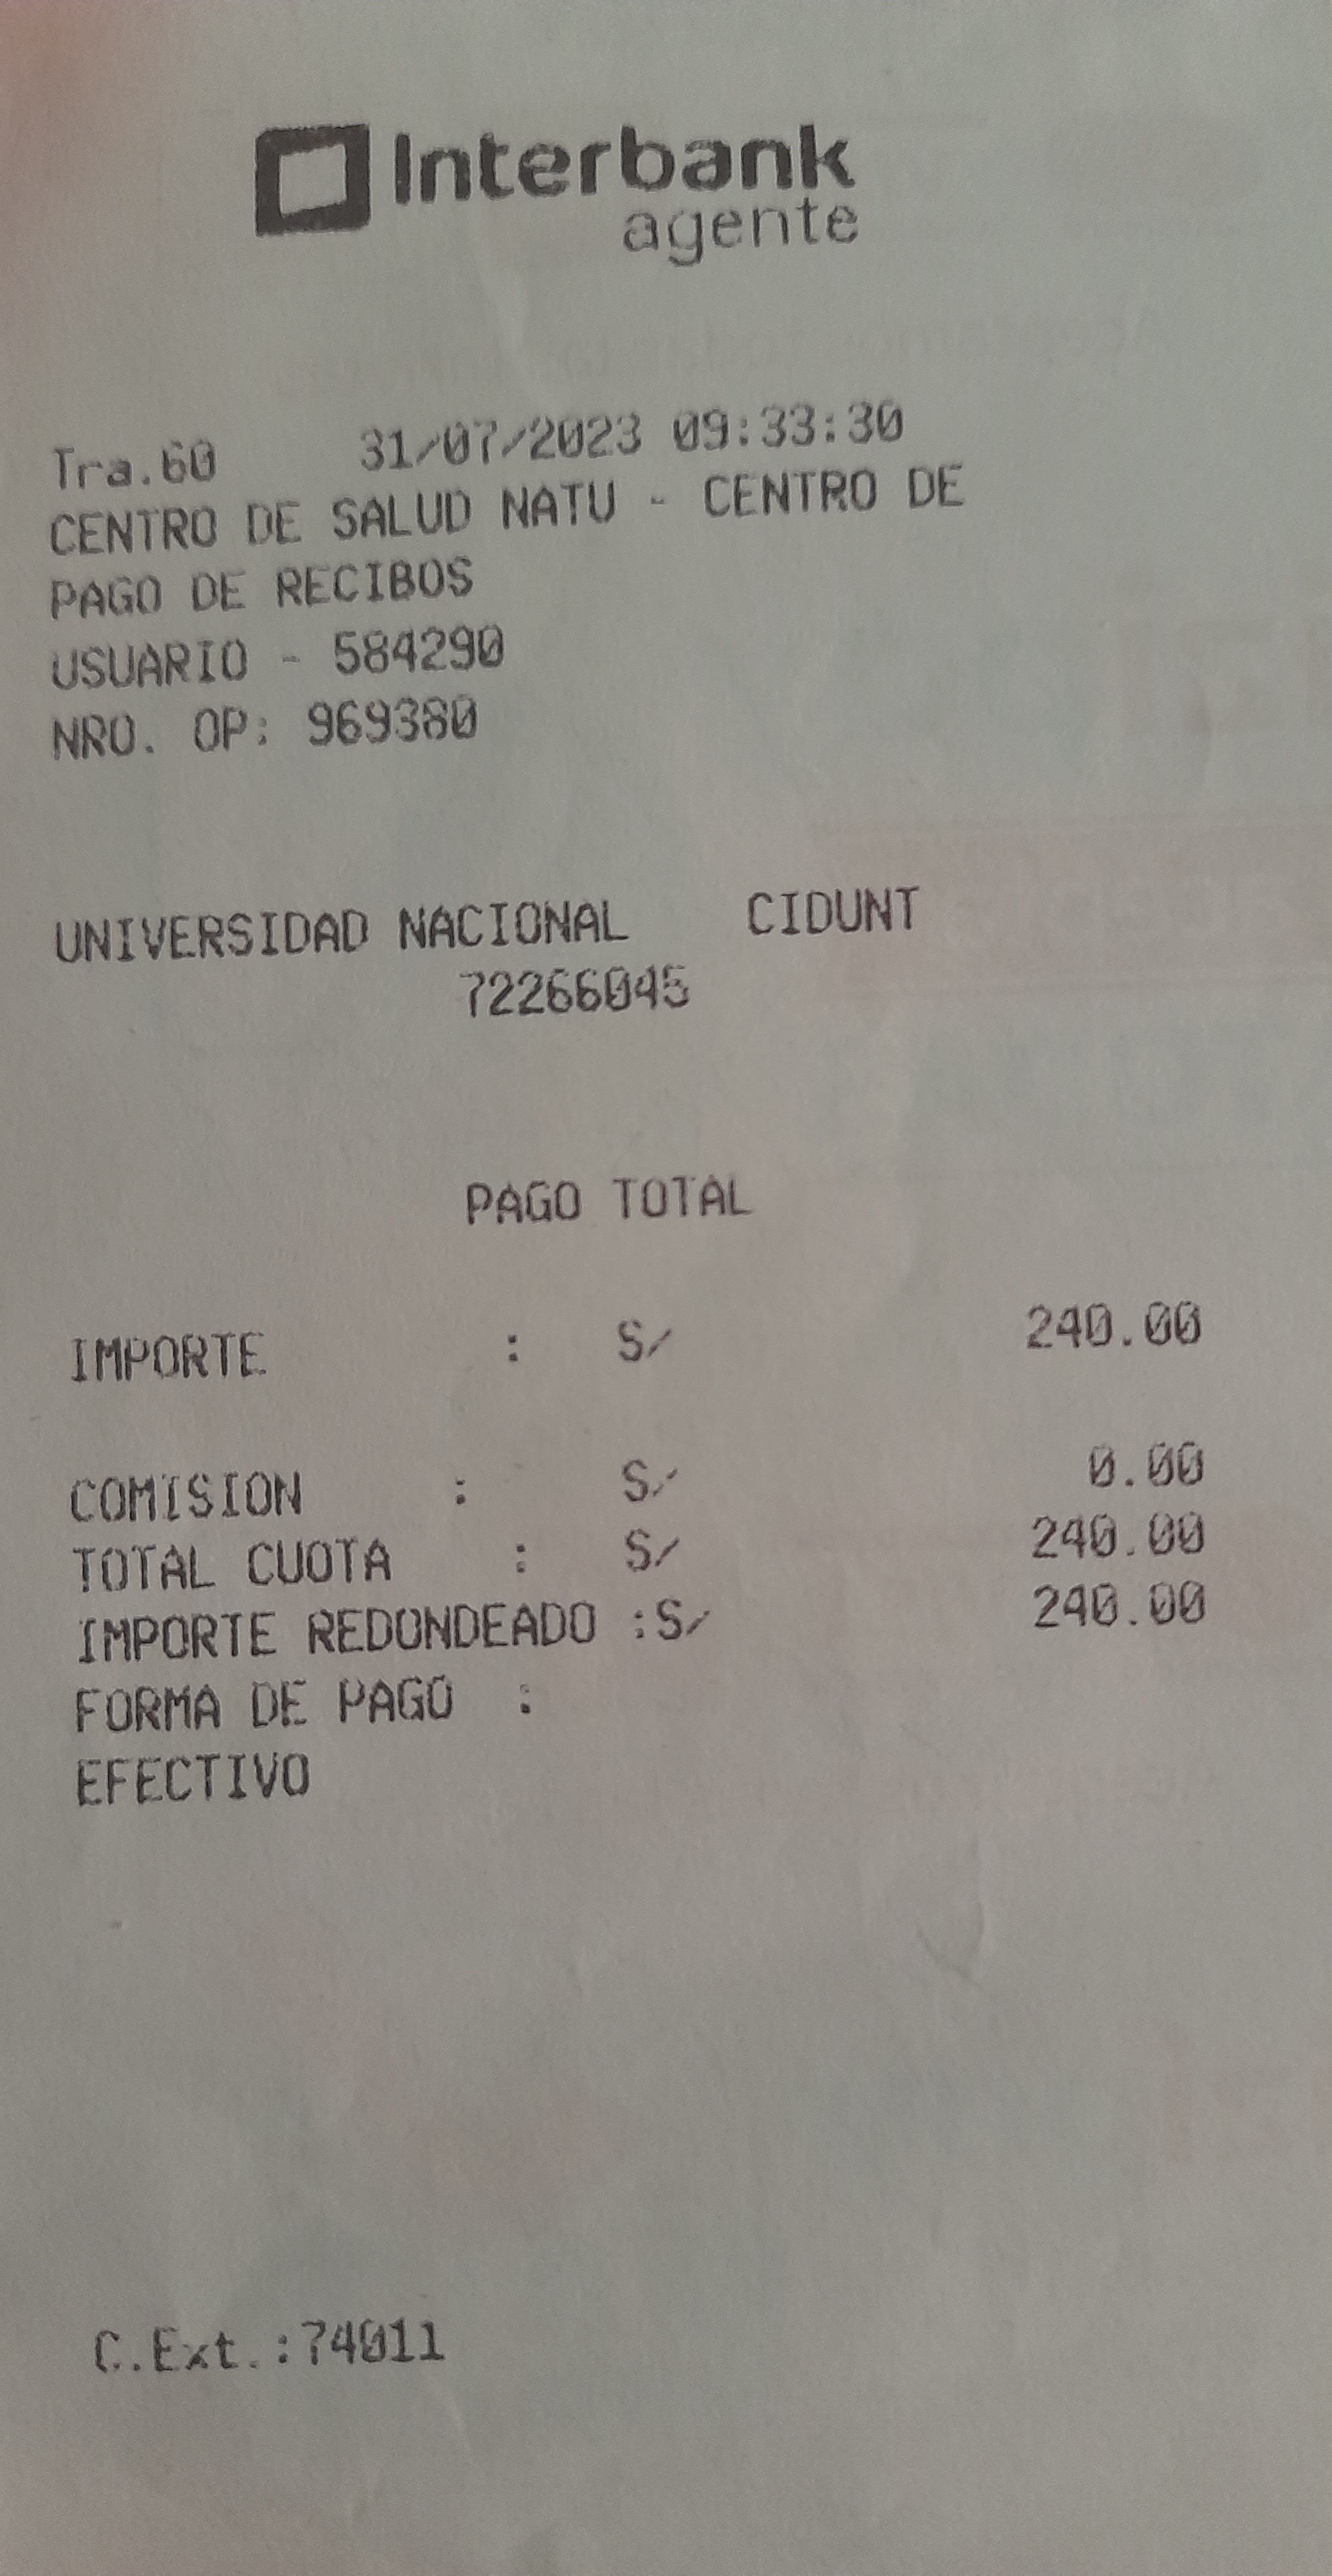 Interbank
agente
Tra.60 31/07/2023 09:33:30
CENTRO DE SALUD NATU - CENTRO DE
PAGO DE RECIBOS
USUARIO - 584290
NRO. OP: 969380
UNIVERSIDAD NACIONAL CIDUNT
72266045
PAGO TOTAL
IMPORTE : S/ 240.00
COMISION : S/ 0.00
TOTAL CUOTA : S/ 240.00
IMPORTE REDONDEADO :S/ 240.00
FORMA DE PAGO :
EFECTIVO
C.Ext.:74011